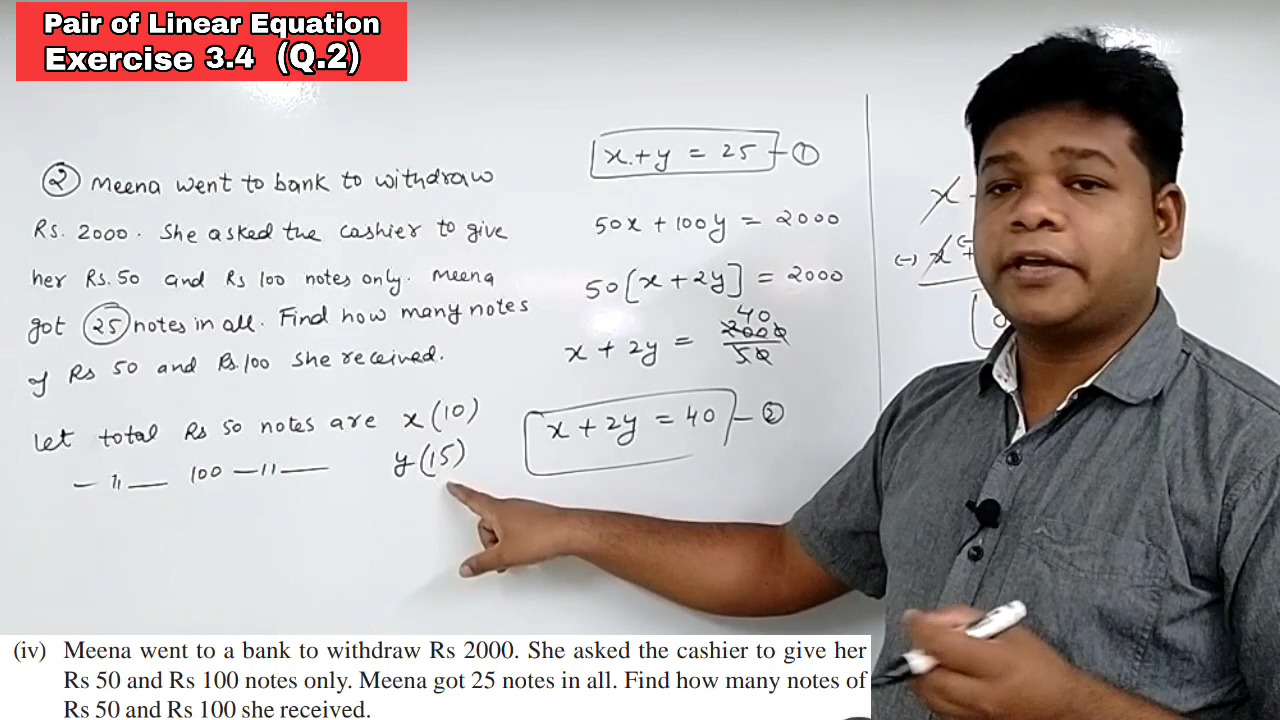 Pair of Linear Equation
Exercise 3.4 (Q.2)
② Meena went to bank to withdraw
Rs. 2000. She asked the cashier to give
her Rs. 50 and Rs 100 notes only. Meena
got 25 notes in all. Find how many notes
of Rs 50 and Rs.100 she received.
Let total Rs 50 notes are x(10)
— 11 — 100 —11— y(15)
x+y = 25 — ①
50x + 100y = 2000
50[x + 2y] = 2000
40
x + 2y = 2000/50
x + 2y = 40 — ②
x -
(-) x (-) +
(iv) Meena went to a bank to withdraw Rs 2000. She asked the cashier to give her
Rs 50 and Rs 100 notes only. Meena got 25 notes in all. Find how many notes of
Rs 50 and Rs 100 she received.